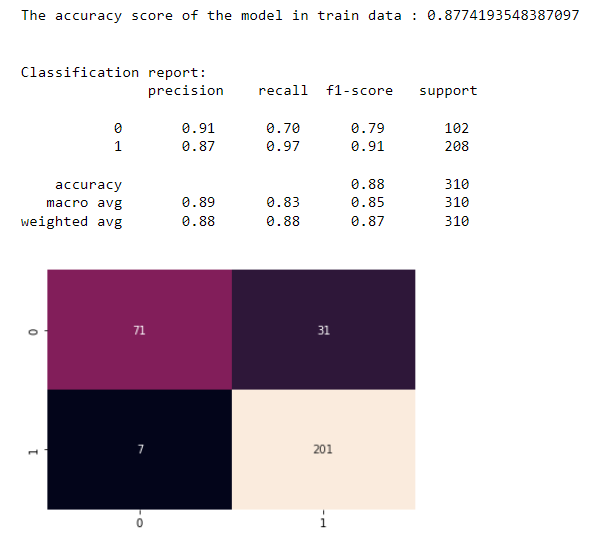 The accuracy score of the model in train data : 0.8774193548387097
Classification report:
precision recall f1-score support
0 0.91 0.70 0.79 102
1 0.87 0.97 0.91 208
accuracy 0.88 310
macro avg 0.89 0.83 0.85 310
weighted avg 0.88 0.88 0.87 310
0 71 31
1 7 201
0 1